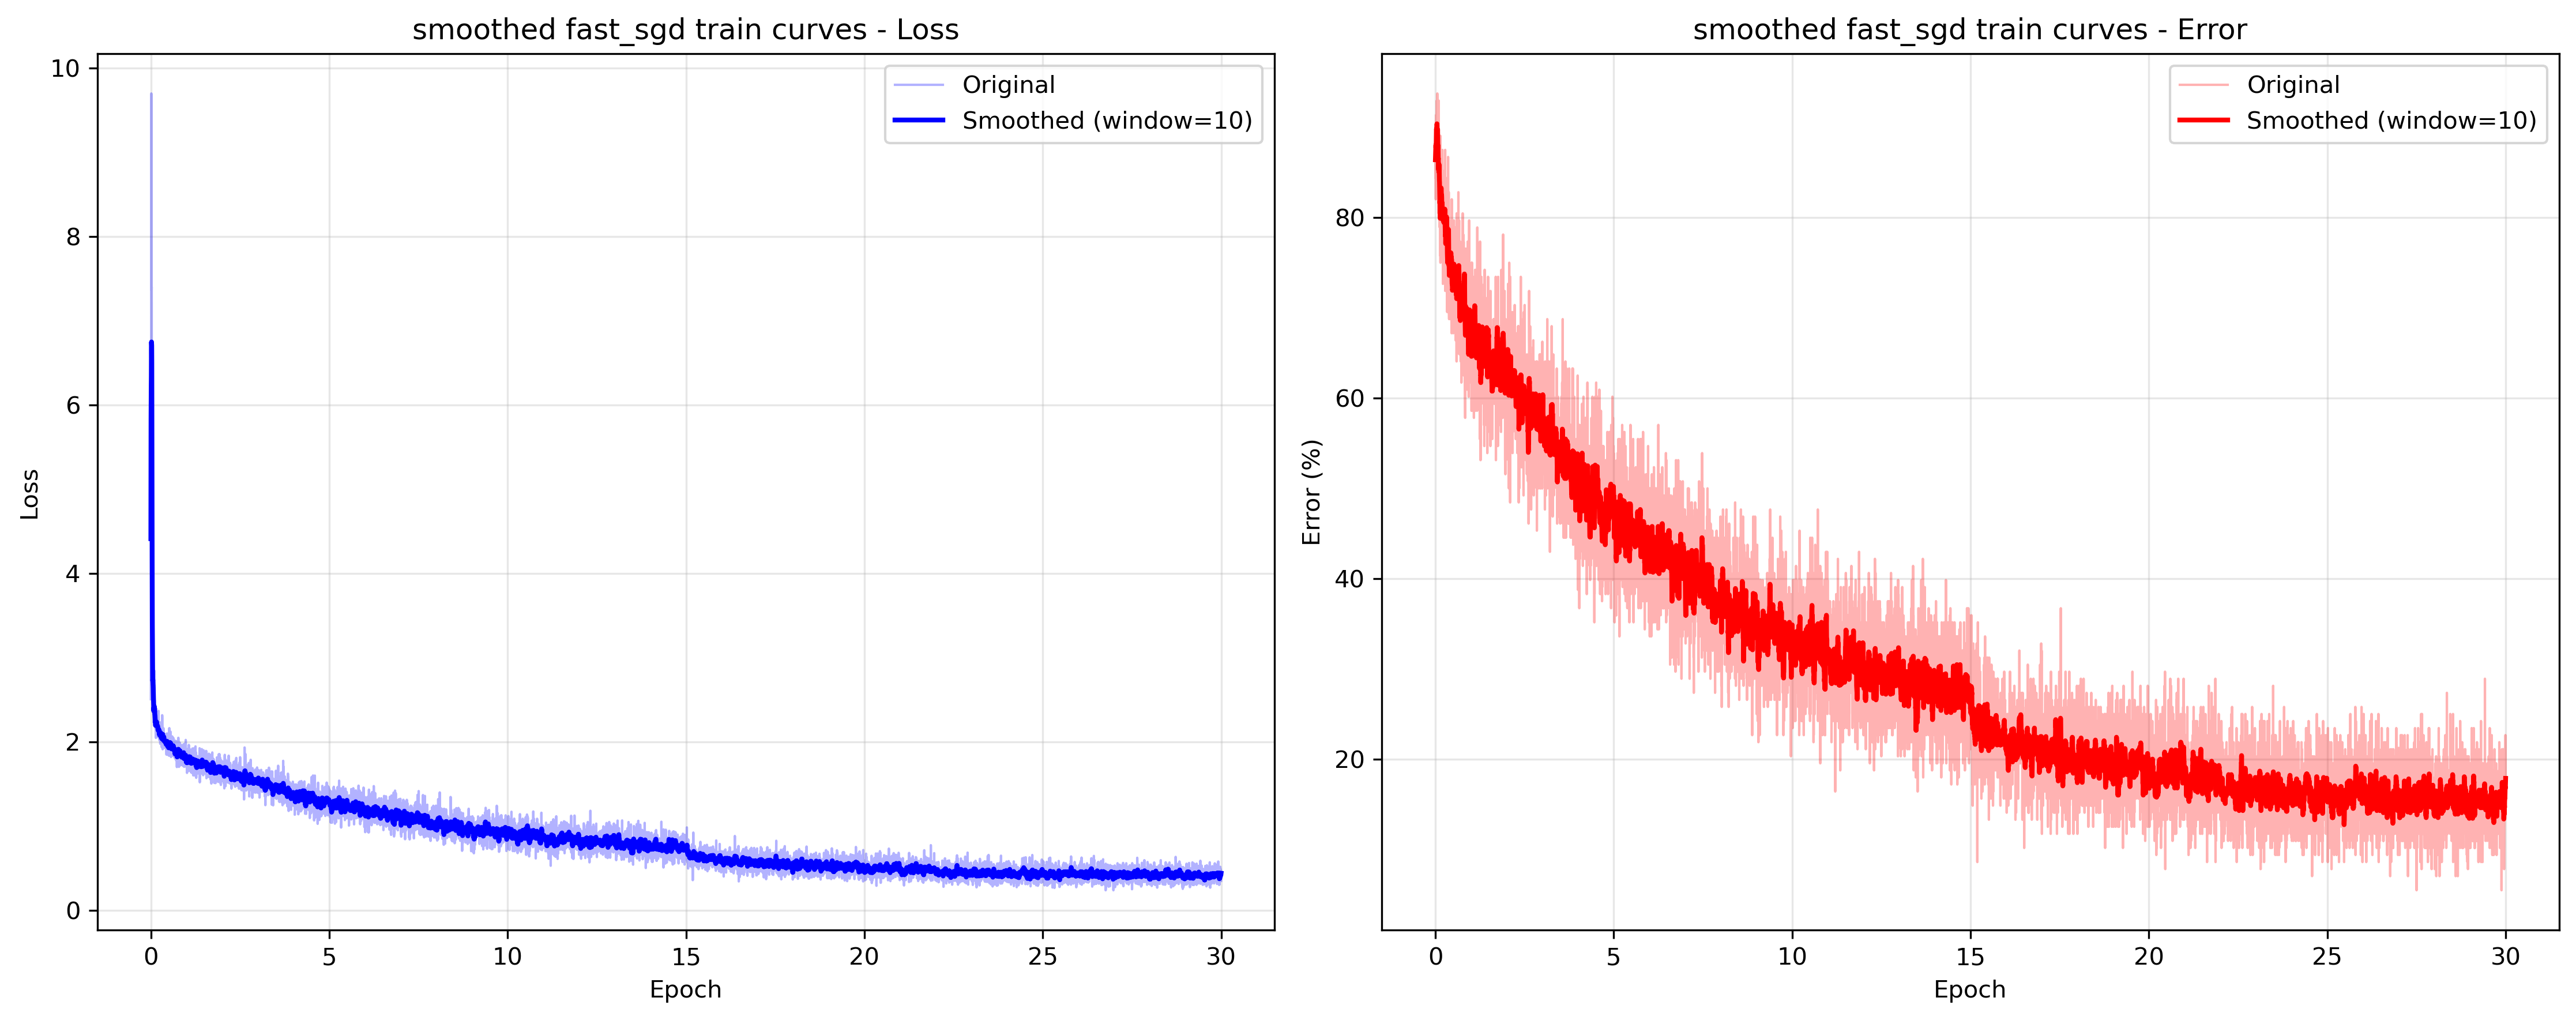 smoothed fast_sgd train curves - Loss
Original
Smoothed (window=10)
10
8
6
4
2
0
Loss
0 5 10 15 20 25 30
Epoch
smoothed fast_sgd train curves - Error
Original
Smoothed (window=10)
80
60
40
20
Error (%)
0 5 10 15 20 25 30
Epoch